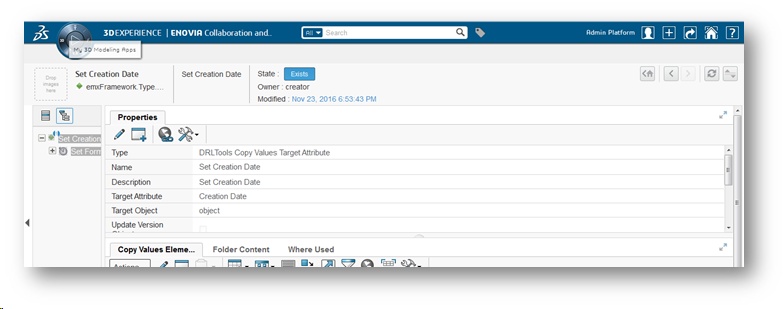 3DEXPERIENCE | ENOVIA Collaboration and..
All
Search
Admin Platform
My 3D Modeling Apps
Drop
images
here
Set Creation Date
emxFramework.Type....
Set Creation Date
State : Exists
Owner : creator
Modified : Nov 23, 2016 6:53:43 PM
Set Creation
Set Form
Properties
Type DRLTools Copy Values Target Attribute
Name Set Creation Date
Description Set Creation Date
Target Attribute Creation Date
Target Object object
Update Version
Copy Values Eleme... Folder Content Where Used
Actions